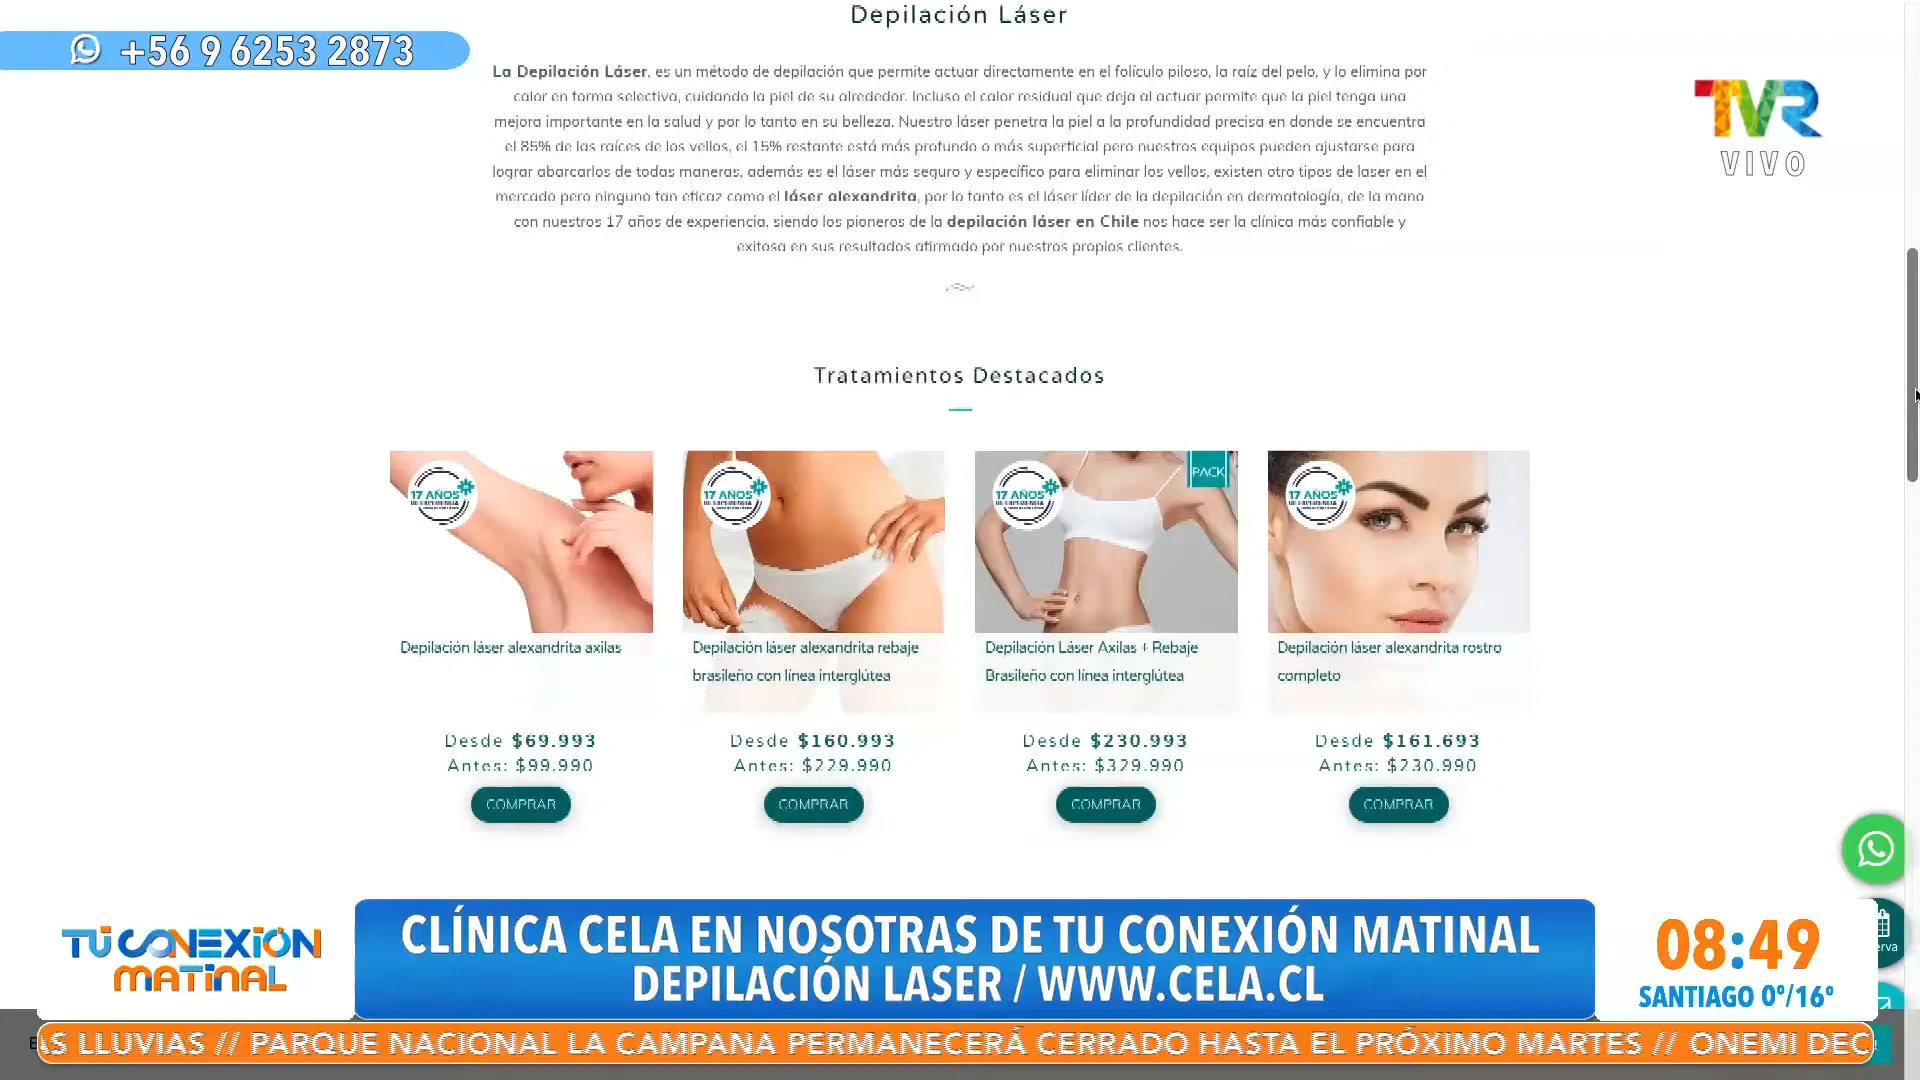 Depilación Láser
+56 9 6253 2873
La Depilación Láser, es un método de depilación que permite actuar directamente en el folículo piloso, la raíz del pelo, y lo elimina por
calor en forma selectiva, cuidando la piel de su alrededor. Incluso el calor residual que deja al actuar permite que la piel tenga una
mejora importante en la salud y por lo tanto en su belleza. Nuestro láser penetra la piel a la profundidad precisa en donde se encuentra
el 85% de las raíces de los vellos, el 15% restante está más profundo o más superficial pero nuestros equipos pueden ajustarse para
lograr abarcarlos de todas maneras, además es el láser más seguro y específico para eliminar los vellos, existen otro tipos de laser en el
mercado pero ninguno tan eficaz como el láser alexandrita, por lo tanto es el láser líder de la depilación en dermatología, de la mano
con nuestros 17 años de experiencia, siendo los pioneros de la depilación láser en Chile nos hace ser la clínica más confiable y
exitosa en sus resultados afirmado por nuestros propios clientes.
TVR
VIVO
Tratamientos Destacados
17 AÑOS
DE EXPERIENCIA
17 AÑOS
DE EXPERIENCIA
17 AÑOS
DE EXPERIENCIA
PACK
17 AÑOS
DE EXPERIENCIA
Depilación láser alexandrita axilas
Desde $69.993
Antes: $99.990
COMPRAR
Depilación láser alexandrita rebaje
brasileño con línea interglútea
Desde $160.993
Antes: $229.990
COMPRAR
Depilación Láser Axilas + Rebaje
Brasileño con línea interglútea
Desde $230.993
Antes: $329.990
COMPRAR
Depilación láser alexandrita rostro
completo
Desde $161.693
Antes: $230.990
COMPRAR
TÚ CONEXIÓN
MATINAL
CLÍNICA CELA EN NOSOTRAS DE TU CONEXIÓN MATINAL
DEPILACIÓN LASER / WWW.CELA.CL
08:49
SANTIAGO 0°/16°
erva
AS LLUVIAS // PARQUE NACIONAL LA CAMPANA PERMANECERÁ CERRADO HASTA EL PRÓXIMO MARTES // ONEMI DEC